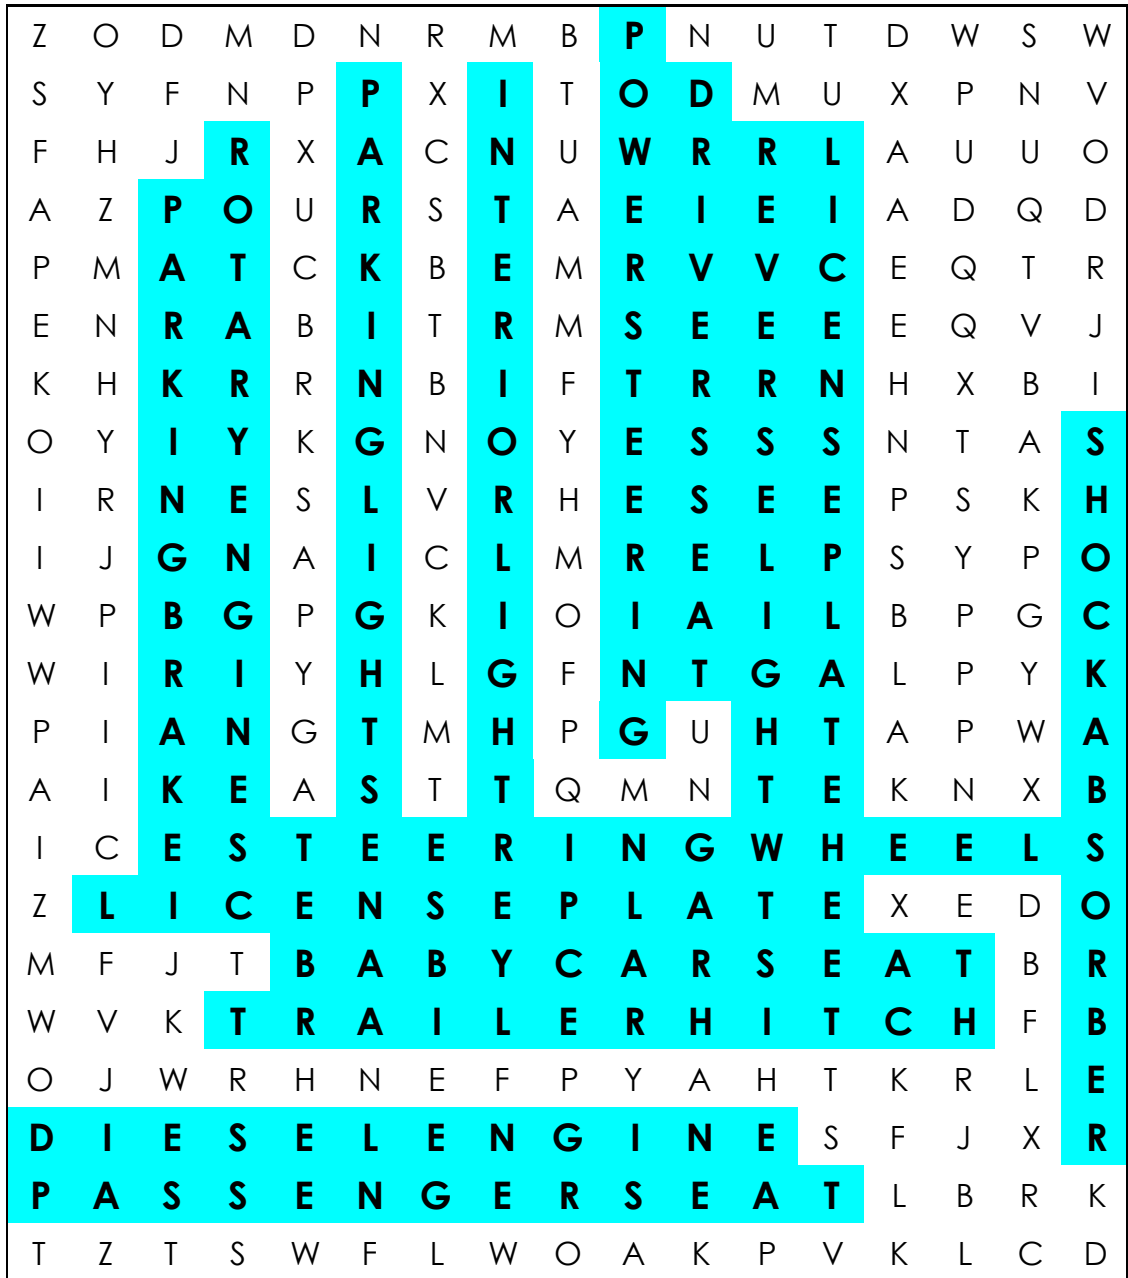 Z O D M D N R M B P N U T D W S W
S Y F N P P X I T O D M U X P N V
F H J R X A C N U W R R L A U U O
A Z P O U R S T A E I E I A D Q D
P M A T C K B E M R V V C E Q T R
E N R A B I T R M S E E E E Q V J
K H K R R N B I F T R R N H X B I
O Y I Y K G N O Y E S S S N T A S
I R N E S L V R H E S E E P S K H
I J G N A I C L M R E L P S Y P O
W P B G P G K I O I A I L B P G C
W I R I Y H L G F N T G A L P Y K
P I A N G T M H P G U H T A P W A
A I K E A S T T Q M N T E K N X B
I C E S T E E R I N G W H E E L S
Z L I C E N S E P L A T E X E D O
M F J T B A B Y C A R S E A T B R
W V K T R A I L E R H I T C H F B
O J W R H N E F P Y A H T K R L E
D I E S E L E N G I N E S F J X R
P A S S E N G E R S E A T L B R K
T Z T S W F L W O A K P V K L C D